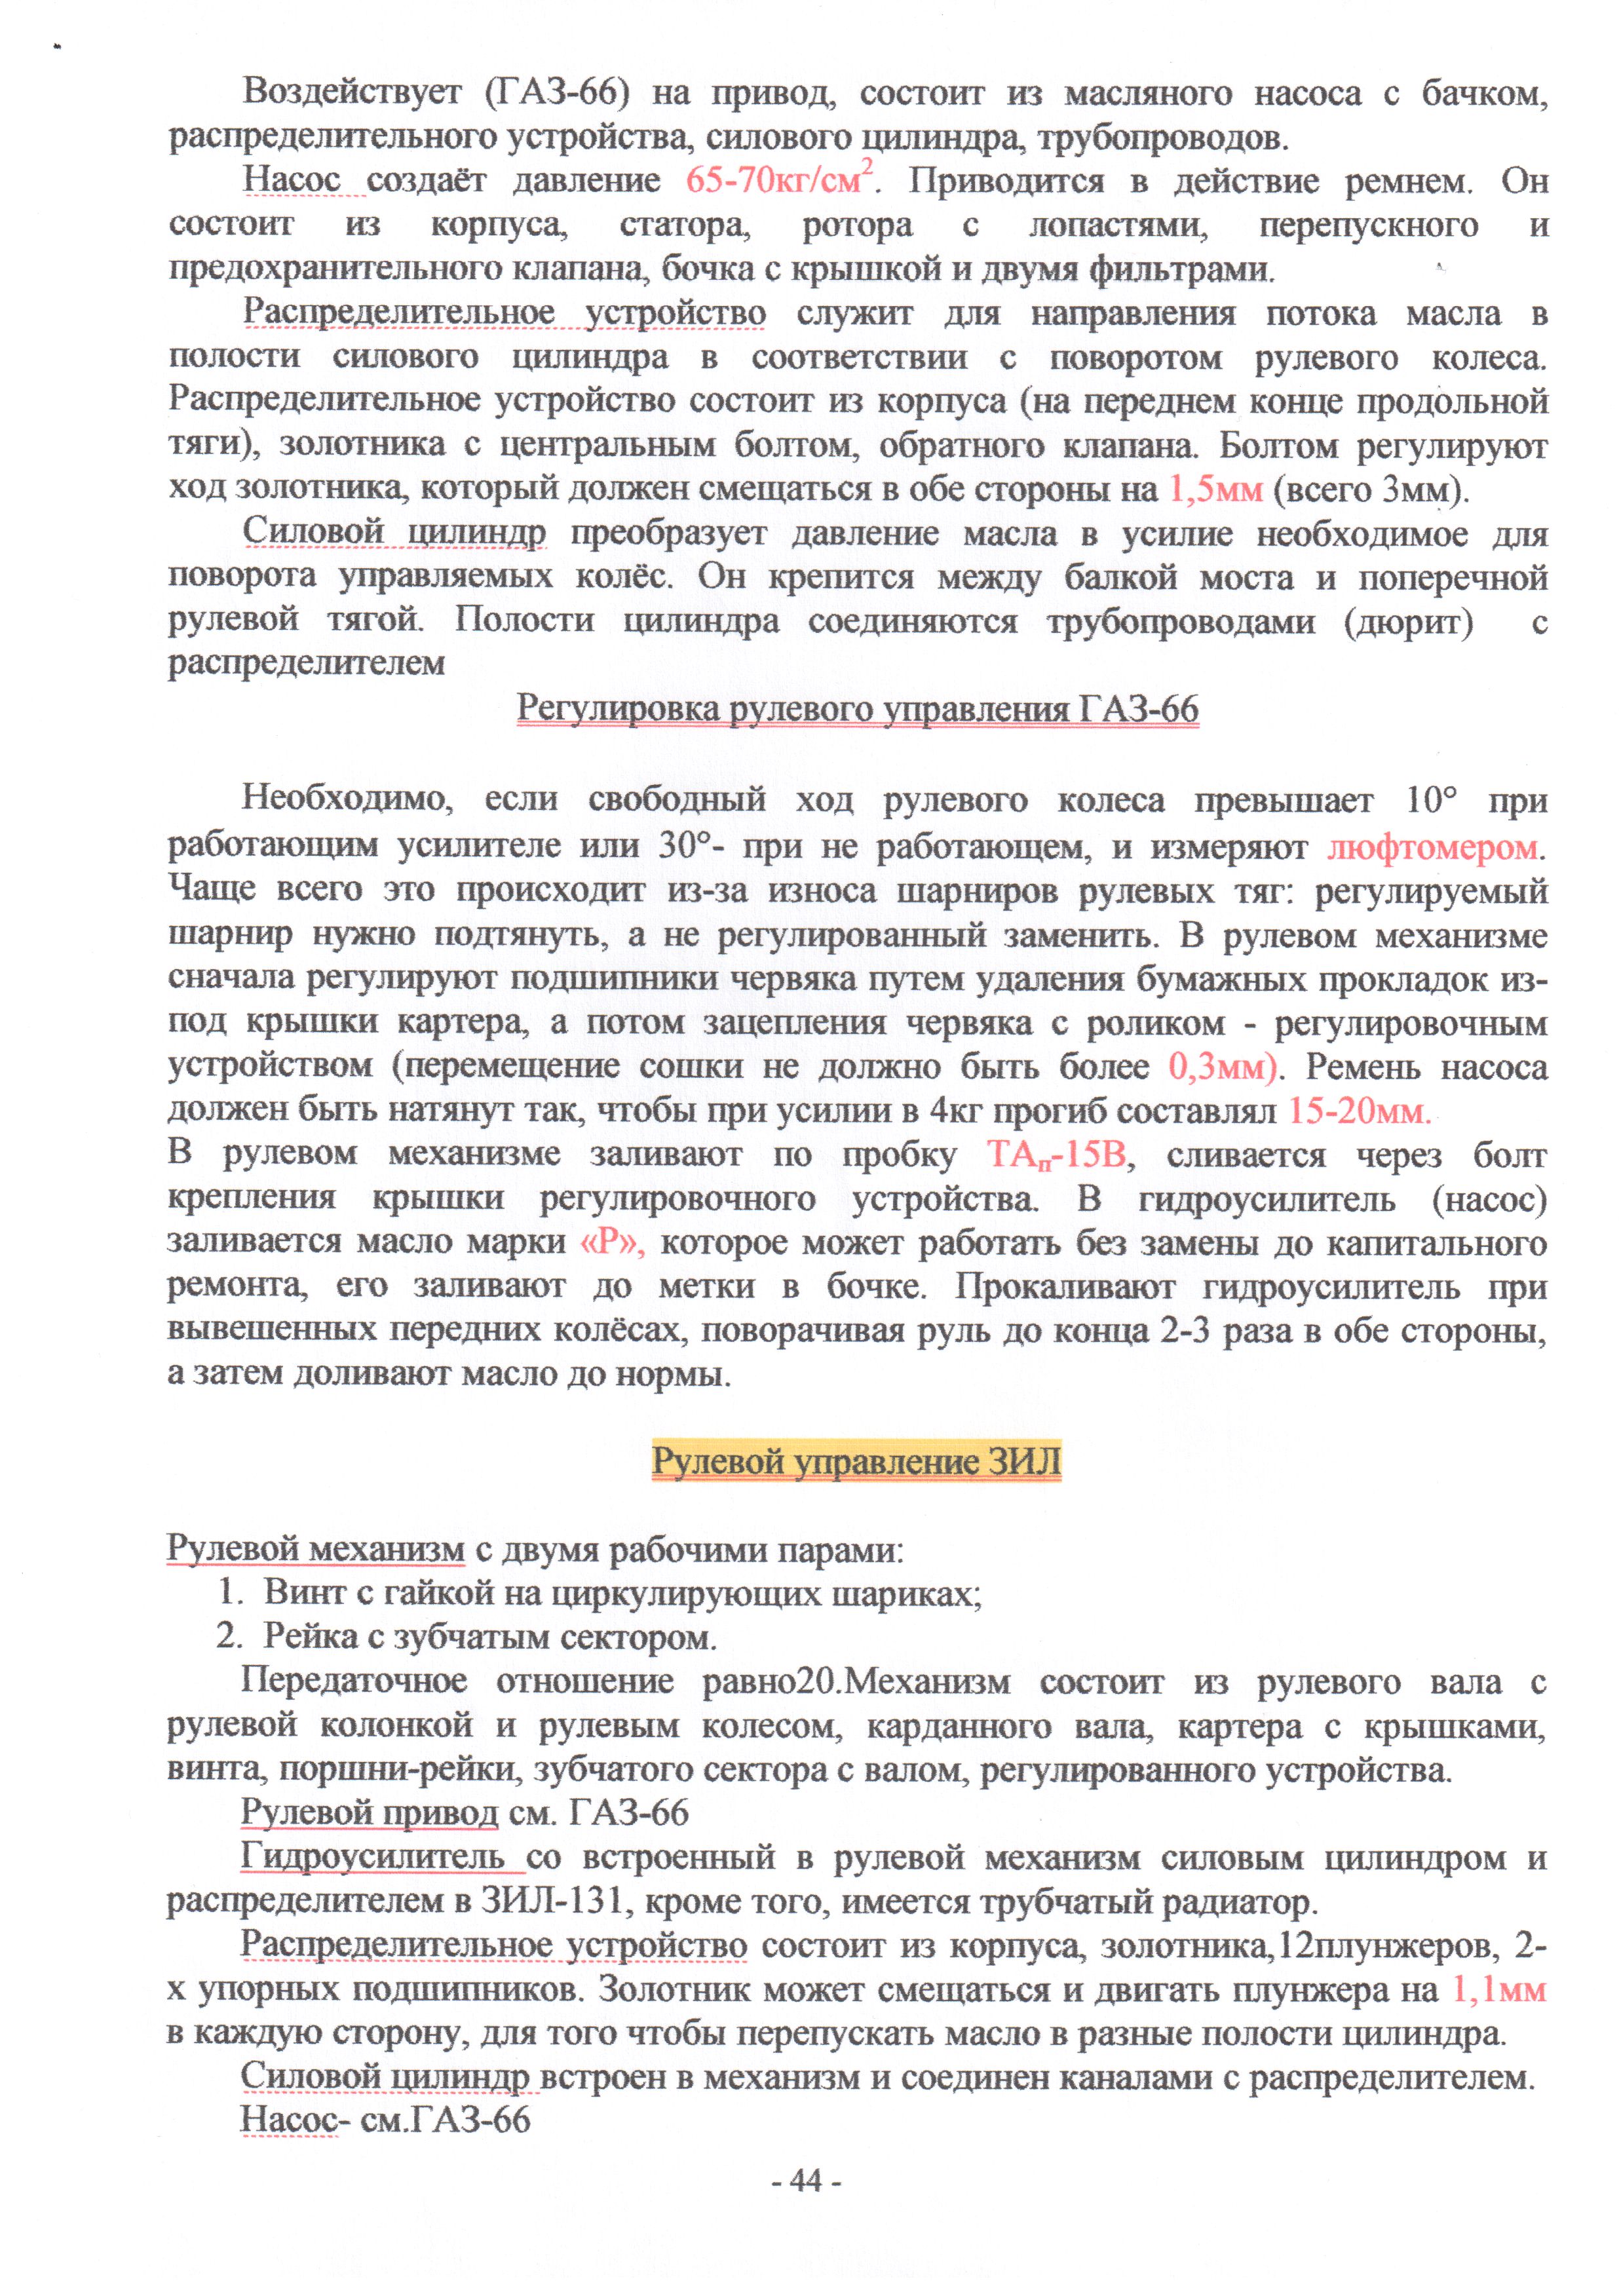 Воздействует (ГАЗ-66) на привод, состоит из масляного насоса с бачком,
распределительного устройства, силового цилиндра, трубопроводов.
Насос создаёт давление 65-70кг/см². Приводится в действие ремнем. Он
состоит из корпуса, статора, ротора с лопастями, перепускного и
предохранительного клапана, бочка с крышкой и двумя фильтрами.
Распределительное устройство служит для направления потока масла в
полости силового цилиндра в соответствии с поворотом рулевого колеса.
Распределительное устройство состоит из корпуса (на переднем конце продольной
тяги), золотника с центральным болтом, обратного клапана. Болтом регулируют
ход золотника, который должен смещаться в обе стороны на 1,5мм (всего 3мм).
Силовой цилиндр преобразует давление масла в усилие необходимое для
поворота управляемых колёс. Он крепится между балкой моста и поперечной
рулевой тягой. Полости цилиндра соединяются трубопроводами (дюрит) с
распределителем
Регулировка рулевого управления ГАЗ-66
Необходимо, если свободный ход рулевого колеса превышает 10° при
работающим усилителе или 30°- при не работающем, и измеряют люфтомером.
Чаще всего это происходит из-за износа шарниров рулевых тяг: регулируемый
шарнир нужно подтянуть, а не регулированный заменить. В рулевом механизме
сначала регулируют подшипники червяка путем удаления бумажных прокладок из-
под крышки картера, а потом зацепления червяка с роликом - регулировочным
устройством (перемещение сошки не должно быть более 0,3мм). Ремень насоса
должен быть натянут так, чтобы при усилии в 4кг прогиб составлял 15-20мм.
В рулевом механизме заливают по пробку ТАп-15В, сливается через болт
крепления крышки регулировочного устройства. В гидроусилитель (насос)
заливается масло марки «Р», которое может работать без замены до капитального
ремонта, его заливают до метки в бочке. Прокаливают гидроусилитель при
вывешенных передних колёсах, поворачивая руль до конца 2-3 раза в обе стороны,
а затем доливают масло до нормы.
Рулевой управление ЗИЛ
Рулевой механизм с двумя рабочими парами:
1. Винт с гайкой на циркулирующих шариках;
2. Рейка с зубчатым сектором.
Передаточное отношение равно20.Механизм состоит из рулевого вала с
рулевой колонкой и рулевым колесом, карданного вала, картера с крышками,
винта, поршни-рейки, зубчатого сектора с валом, регулированного устройства.
Рулевой привод см. ГАЗ-66
Гидроусилитель со встроенный в рулевой механизм силовым цилиндром и
распределителем в ЗИЛ-131, кроме того, имеется трубчатый радиатор.
Распределительное устройство состоит из корпуса, золотника,12плунжеров, 2-
х упорных подшипников. Золотник может смещаться и двигать плунжера на 1,1мм
в каждую сторону, для того чтобы перепускать масло в разные полости цилиндра.
Силовой цилиндр встроен в механизм и соединен каналами с распределителем.
Насос- см.ГАЗ-66
- 44 -